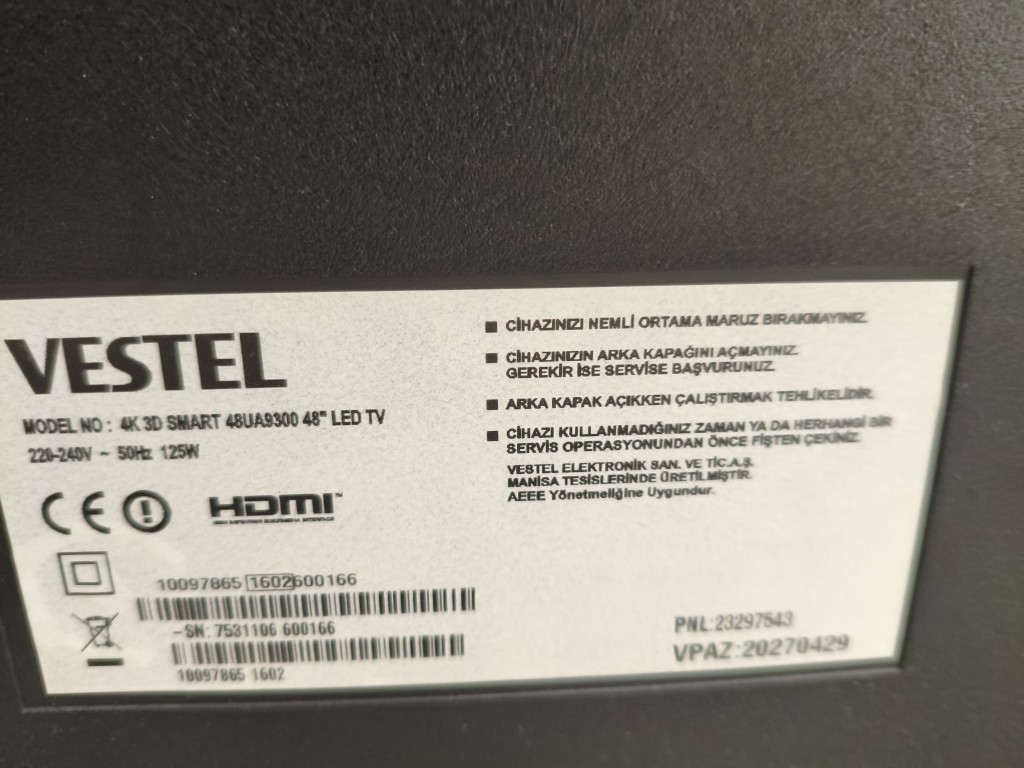 VESTEL
MODEL NO : 4K 3D SMART 48UA9300 48" LED TV
220-240V ~ 50Hz 125W
CE
HDMI™
10097865 1602600166
-SN: 7531106 600166
10097865 1602
■ CİHAZINIZI NEMLİ ORTAMA MARUZ BIRAKMAYINIZ.
■ CİHAZINIZIN ARKA KAPAĞINI AÇMAYINIZ.
GEREKİR İSE SERVİSE BAŞVURUNUZ.
■ ARKA KAPAK AÇIKKEN ÇALIŞTIRMAK TEHLİKELİDİR.
■ CİHAZI KULLANMADIĞINIZ ZAMAN YA DA HERHANGİ BİR
SERVİS OPERASYONUNDAN ÖNCE FİŞTEN ÇEKİNİZ.
VESTEL ELEKTRONİK SAN. VE TİC.A.Ş.
MANİSA TESİSLERİNDE ÜRETİLMİŞTİR.
AEEE Yönetmeliğine Uygundur.
PNL:23297543
VPAZ:20270429